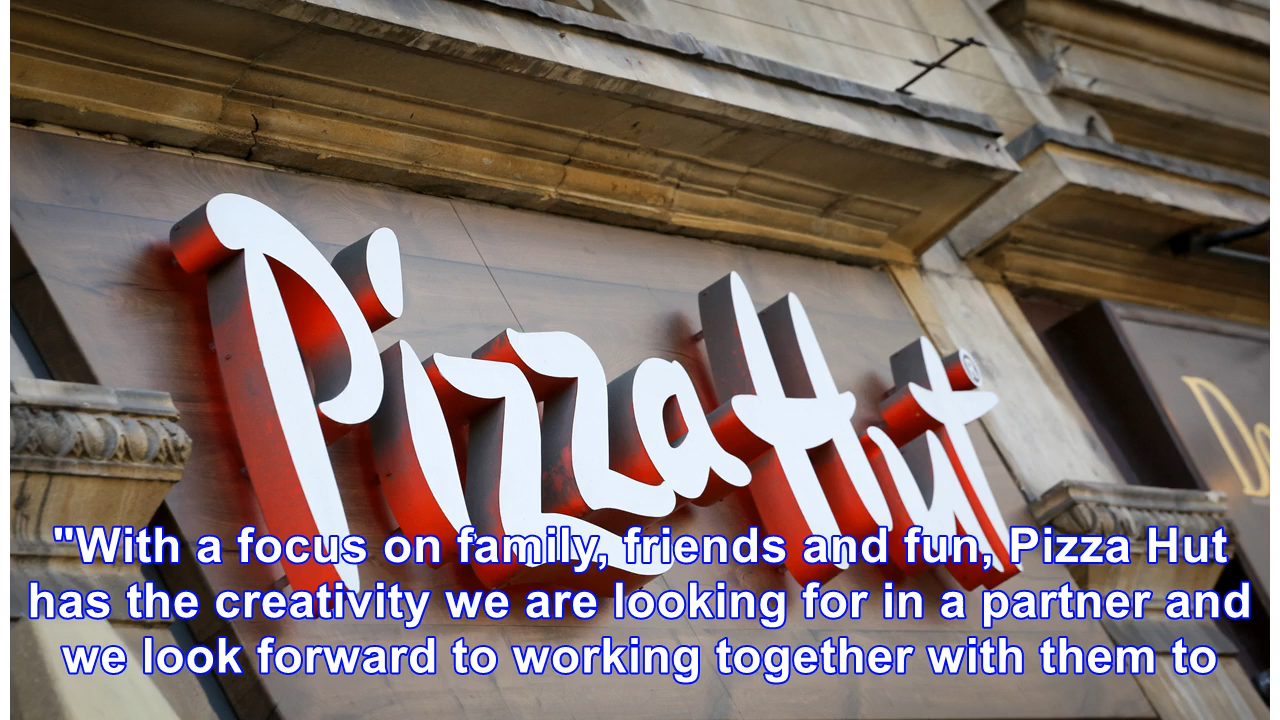 Pizza Hut®
Do
"With a focus on family, friends and fun, Pizza Hut
has the creativity we are looking for in a partner and
we look forward to working together with them to